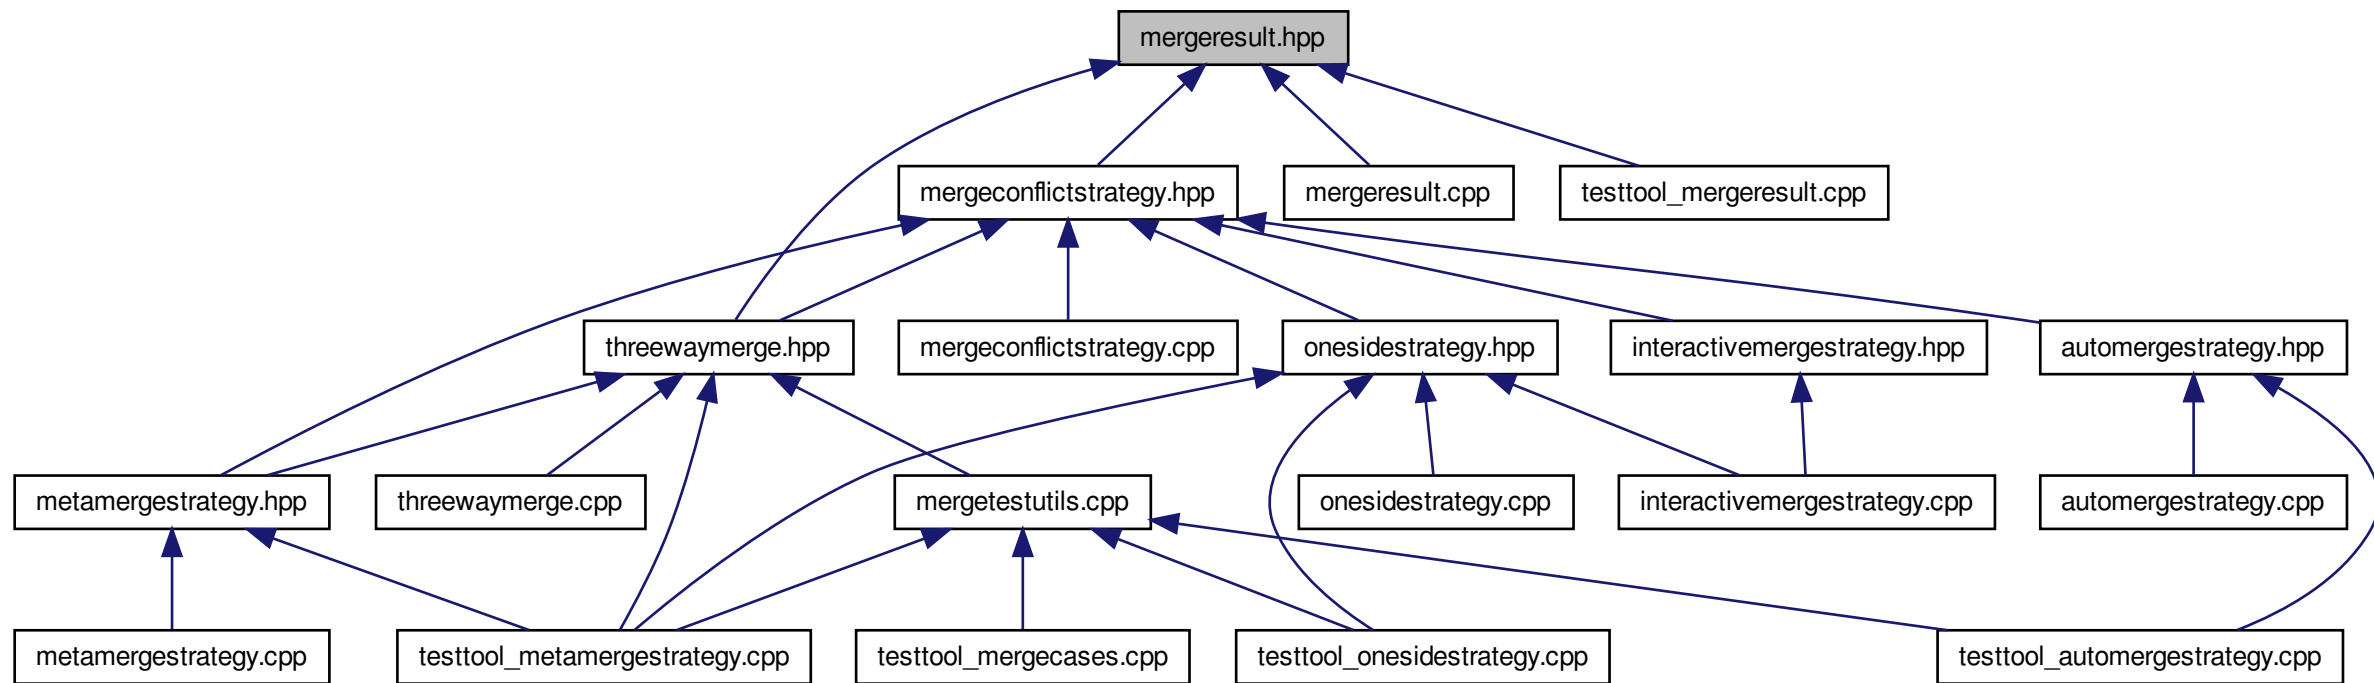 mergeresult.hpp
mergeconflictstrategy.hpp
mergeresult.cpp
testtool_mergeresult.cpp
threewaymerge.hpp
mergeconflictstrategy.cpp
onesidestrategy.hpp
interactivemergestrategy.hpp
automergestrategy.hpp
metamergestrategy.hpp
threewaymerge.cpp
mergetestutils.cpp
onesidestrategy.cpp
interactivemergestrategy.cpp
automergestrategy.cpp
metamergestrategy.cpp
testtool_metamergestrategy.cpp
testtool_mergecases.cpp
testtool_onesidestrategy.cpp
testtool_automergestrategy.cpp